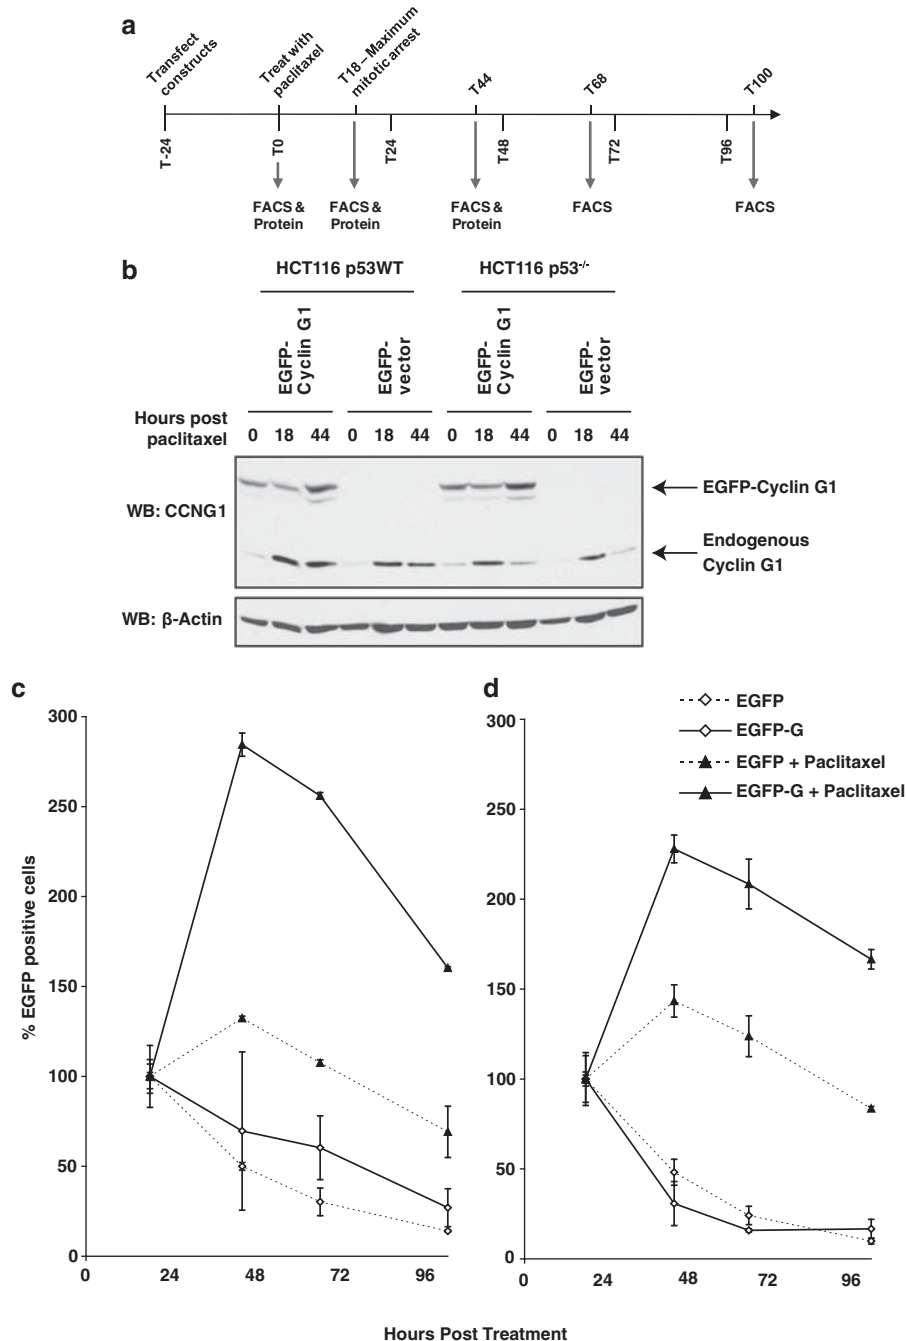 a
Transfect
constructs
Treat with
paclitaxel
T18 – Maximum
mitotic arrest
T44
T68
T100
T-24
T0
T24
T48
T72
T96
FACS &
Protein
FACS &
Protein
FACS &
Protein
FACS
FACS
b
HCT116 p53WT
HCT116 p53-/-
EGFP-
Cyclin G1
EGFP-
vector
EGFP-
Cyclin G1
EGFP-
vector
Hours post
paclitaxel
0 18 44 0 18 44 0 18 44 0 18 44
WB: CCNG1
EGFP-Cyclin G1
Endogenous
Cyclin G1
WB: β-Actin
c
% EGFP positive cells
300
250
200
150
100
50
0
0 24 48 72 96
d
EGFP
EGFP-G
EGFP + Paclitaxel
EGFP-G + Paclitaxel
300
250
200
150
100
50
0
0 24 48 72 96
Hours Post Treatment